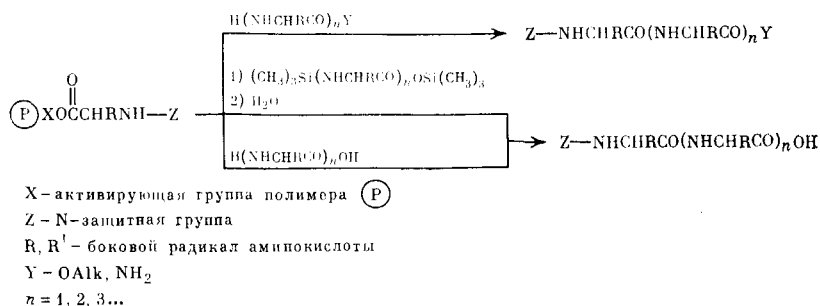 H(NHCHRCO)ₙY
Z—NHCHRCO(NHCHRCO)ₙY
1) (CH₃)₃Si(NHCHRCO)ₙOSi(CH₃)₃
2) H₂O
O
Ⓟ XOCCHRNH—Z
H(NHCHRCO)ₙOH
Z—NHCHRCO(NHCHRCO)ₙOH
X – активирующая группа полимера Ⓟ
Z – N–защитная группа
R, R' – боковой радикал аминокислоты
Y – OAlk, NH₂
n = 1, 2, 3...